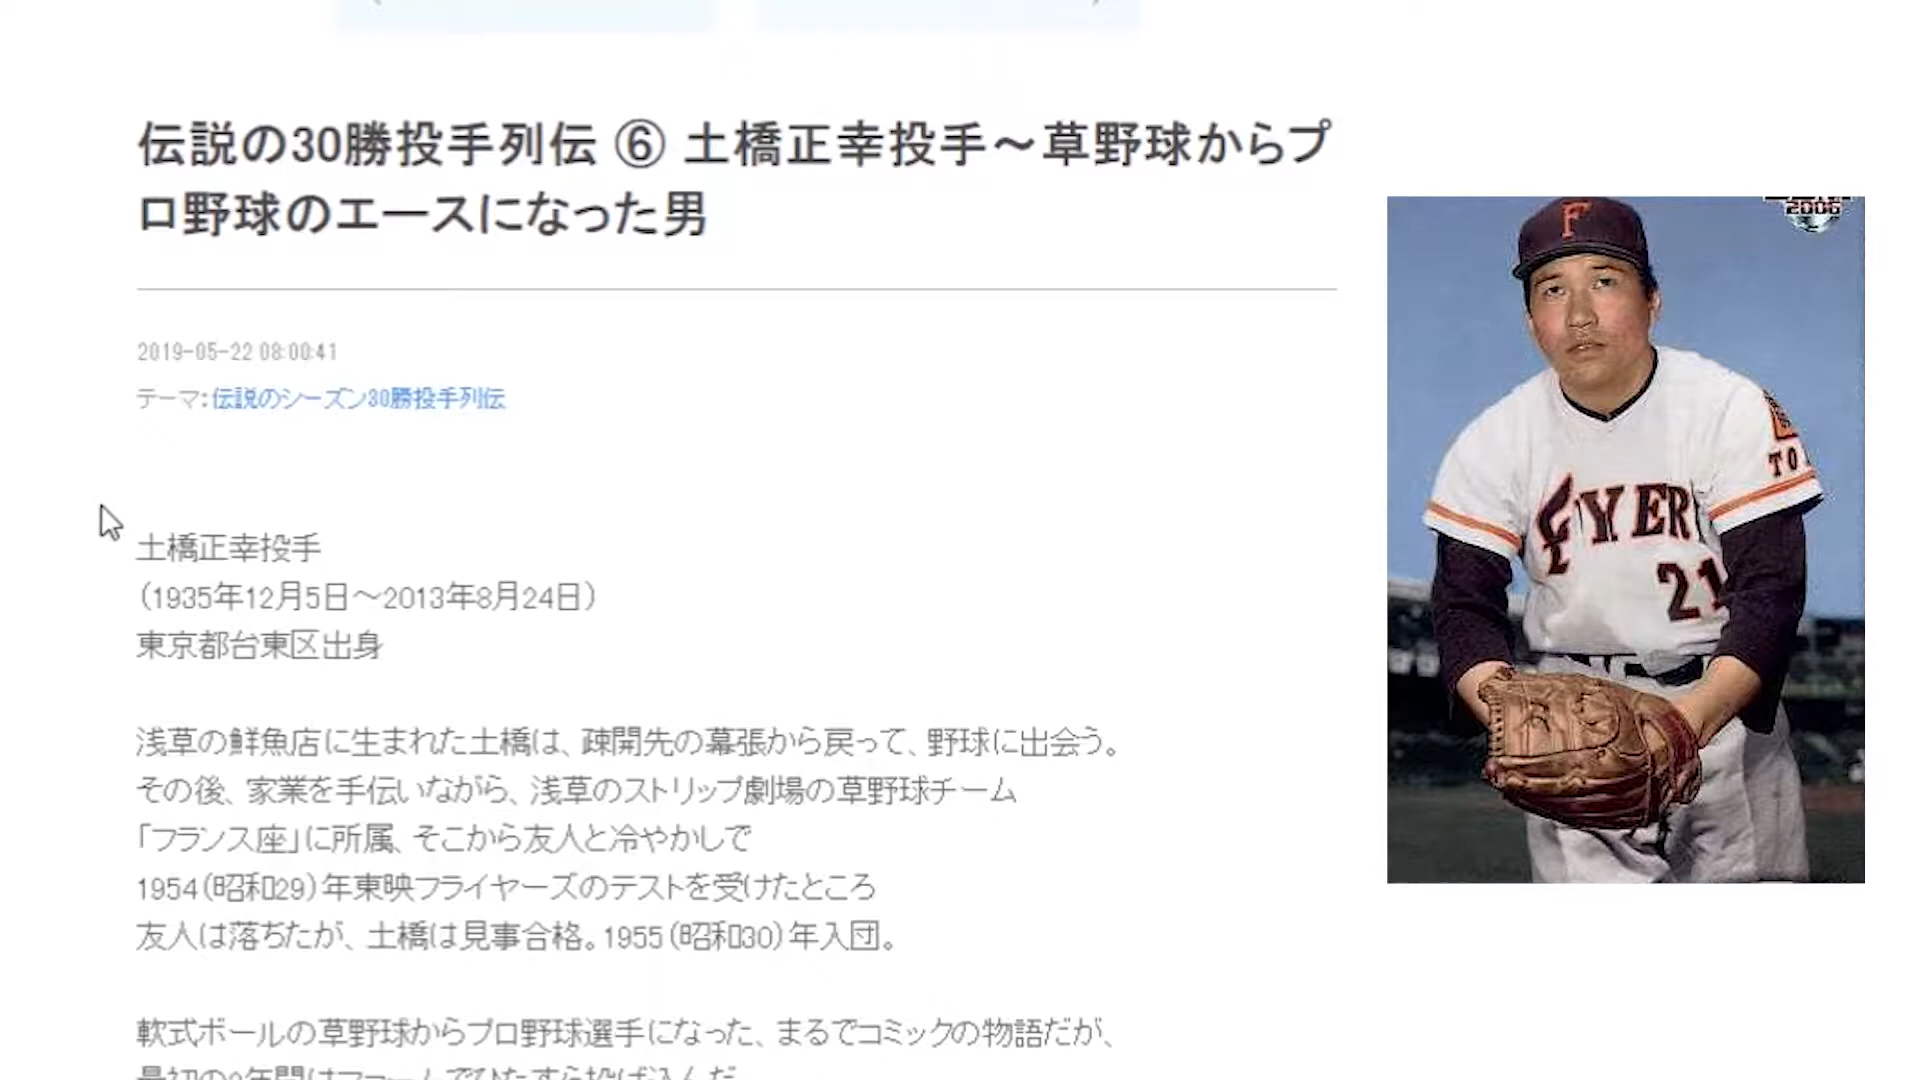 伝説の30勝投手列伝 ⑥ 土橋正幸投手～草野球からプ
ロ野球のエースになった男
2019-05-22 08:00:41
テーマ：伝説のシーズン30勝投手列伝
土橋正幸投手
（1935年12月5日～2013年8月24日）
東京都台東区出身
浅草の鮮魚店に生まれた土橋は、疎開先の幕張から戻って、野球に出会う。
その後、家業を手伝いながら、浅草のストリップ劇場の草野球チーム
「フランス座」に所属、そこから友人と冷やかしで
1954（昭和29）年東映フライヤーズのテストを受けたところ
友人は落ちたが、土橋は見事合格。1955（昭和30）年入団。
軟式ボールの草野球からプロ野球選手になった、まるでコミックの物語だが、
2006
F
TO
FYER
21